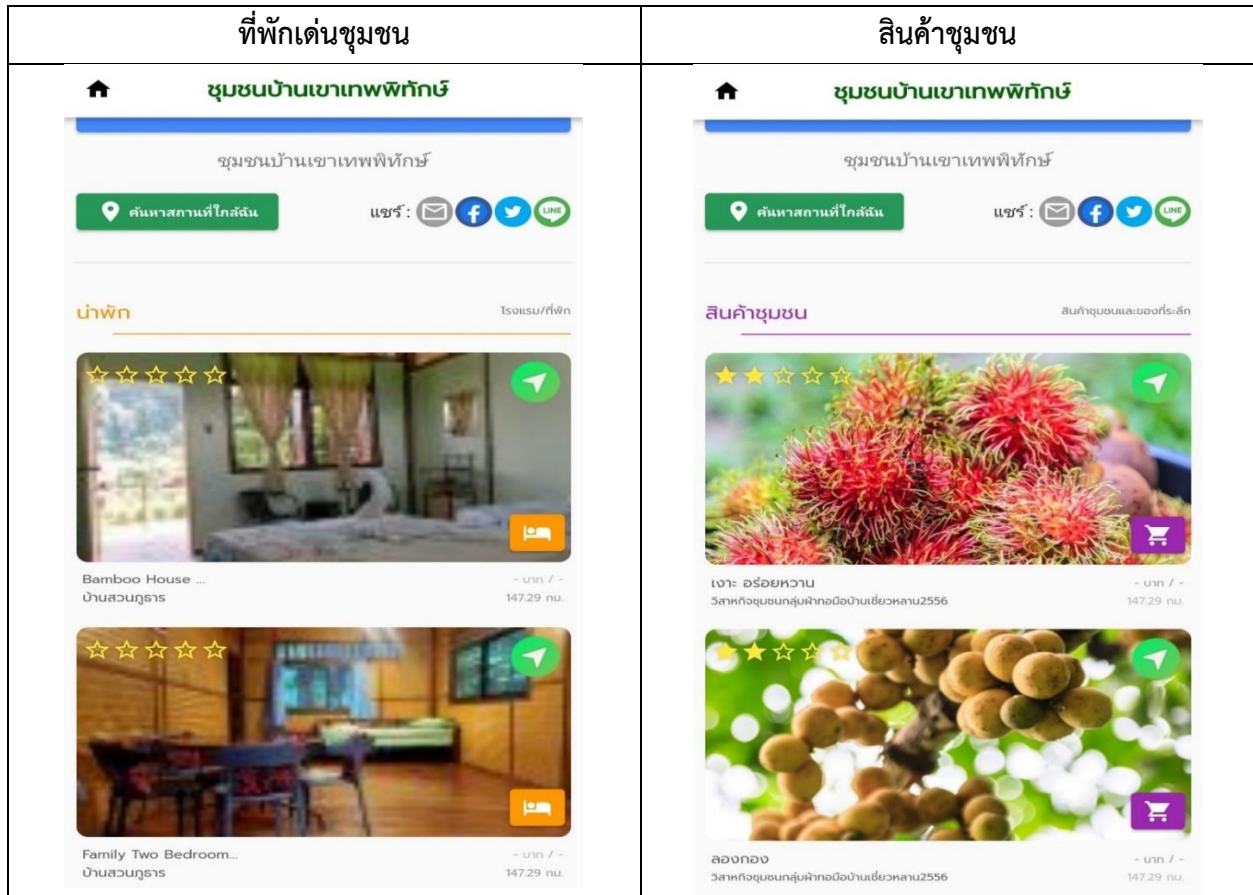 ที่พักเด่นชุมชน
สินค้าชุมชน
ชุมชนบ้านเขาเทพพิทักษ์
ชุมชนบ้านเขาเทพพิทักษ์
ค้นหาสถานที่ใกล้ฉัน
แชร์ :
LINE
น่าพัก
โรงแรม/ที่พัก
Bamboo House ...
- บาท / -
บ้านสวนภูธาร
147.29 กม.
Family Two Bedroom...
- บาท / -
บ้านสวนภูธาร
147.29 กม.
ชุมชนบ้านเขาเทพพิทักษ์
ชุมชนบ้านเขาเทพพิทักษ์
ค้นหาสถานที่ใกล้ฉัน
แชร์ :
LINE
สินค้าชุมชน
สินค้าชุมชนและของที่ระลึก
เงาะ อร่อยหวาน
- บาท / -
วิสาหกิจชุมชนกลุ่มผ้าทอมือบ้านเชี่ยวหลาน2556
147.29 กม.
ลองกอง
- บาท / -
วิสาหกิจชุมชนกลุ่มผ้าทอมือบ้านเชี่ยวหลาน2556
147.29 กม.